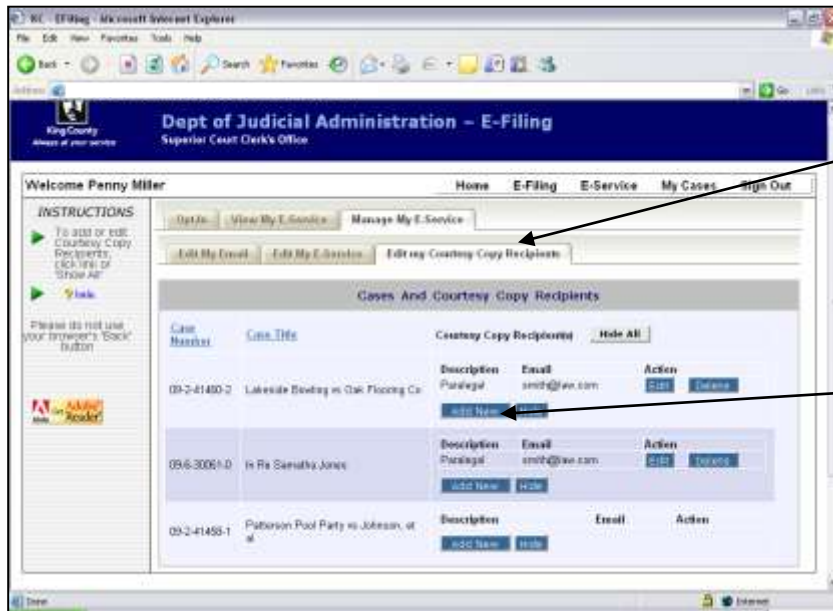 KC - EFiling - Microsoft Internet Explorer
File Edit View Favorites Tools Help
Back Search Favorites
Address Go Links
King County
Always at your service
Dept of Judicial Administration – E-Filing
Superior Court Clerk's Office
Welcome Penny Miller Home E-Filing E-Service My Cases Sign Out
INSTRUCTIONS
To add or edit
Courtesy Copy
Recipients,
click link or
'Show All'
? help
Please do not use
your browser's 'Back'
button
Get Adobe
Reader
Opt In View My E-Service Manage My E-Service
Edit My Email Edit My E-Service Edit my Courtesy Copy Recipients
Cases And Courtesy Copy Recipients
Case
Number Case Title Courtesy Copy Recipient(s) Hide All
Description Email Action
09-2-41480-2 Lakeside Bowling vs Oak Flooring Co Paralegal smith@law.com Edit Delete
Add New Hide
Description Email Action
09-6-30061-0 In Re Samatha Jones Paralegal smith@law.com Edit Delete
Add New Hide
09-2-41458-1 Patterson Pool Party vs Johnson, et
al Description Email Action
Add New Hide
Done Internet